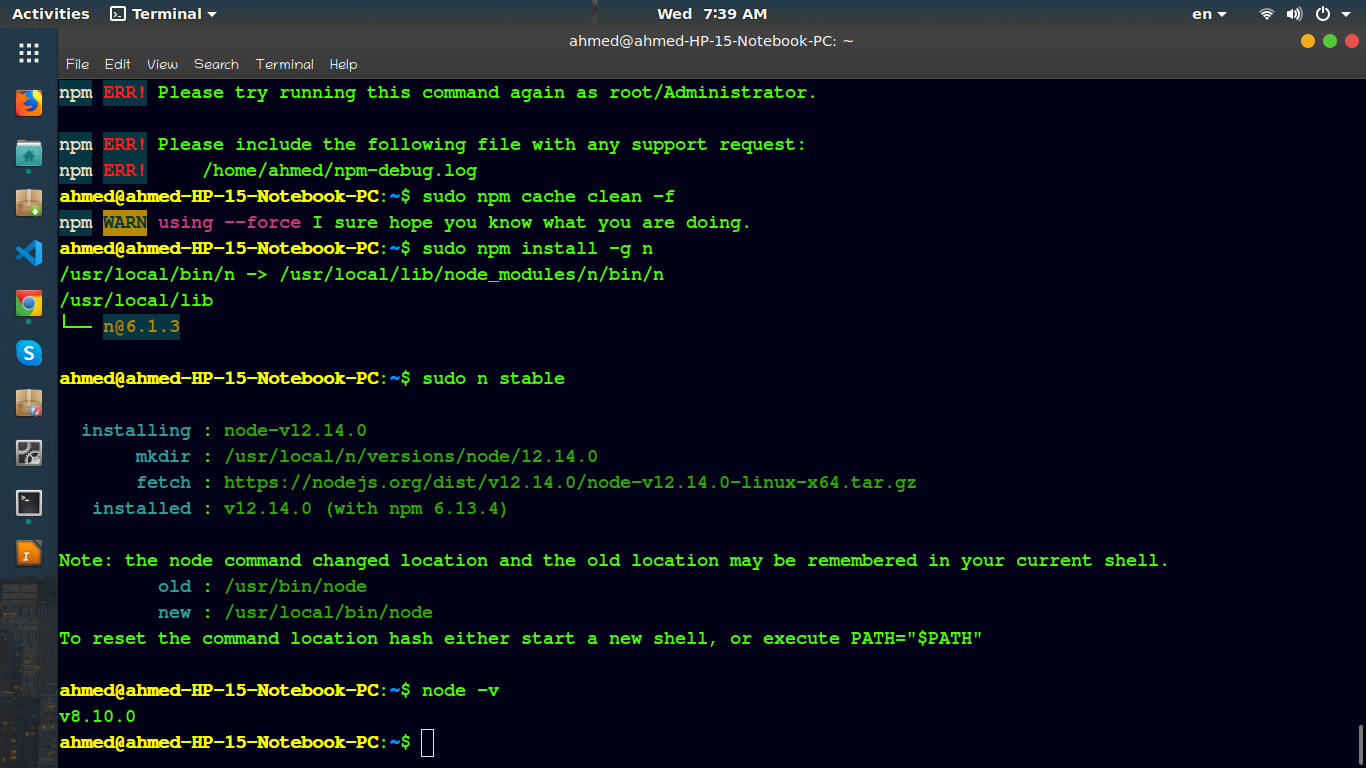 Activities Terminal Wed 7:39 AM en
ahmed@ahmed-HP-15-Notebook-PC: ~
File Edit View Search Terminal Help
npm ERR! Please try running this command again as root/Administrator.
npm ERR! Please include the following file with any support request:
npm ERR!     /home/ahmed/npm-debug.log
ahmed@ahmed-HP-15-Notebook-PC:~$ sudo npm cache clean -f
npm WARN using --force I sure hope you know what you are doing.
ahmed@ahmed-HP-15-Notebook-PC:~$ sudo npm install -g n
/usr/local/bin/n -> /usr/local/lib/node_modules/n/bin/n
/usr/local/lib
└── n@6.1.3
ahmed@ahmed-HP-15-Notebook-PC:~$ sudo n stable
  installing : node-v12.14.0
       mkdir : /usr/local/n/versions/node/12.14.0
       fetch : https://nodejs.org/dist/v12.14.0/node-v12.14.0-linux-x64.tar.gz
   installed : v12.14.0 (with npm 6.13.4)
Note: the node command changed location and the old location may be remembered in your current shell.
         old : /usr/bin/node
         new : /usr/local/bin/node
To reset the command location hash either start a new shell, or execute PATH="$PATH"
ahmed@ahmed-HP-15-Notebook-PC:~$ node -v
v8.10.0
ahmed@ahmed-HP-15-Notebook-PC:~$